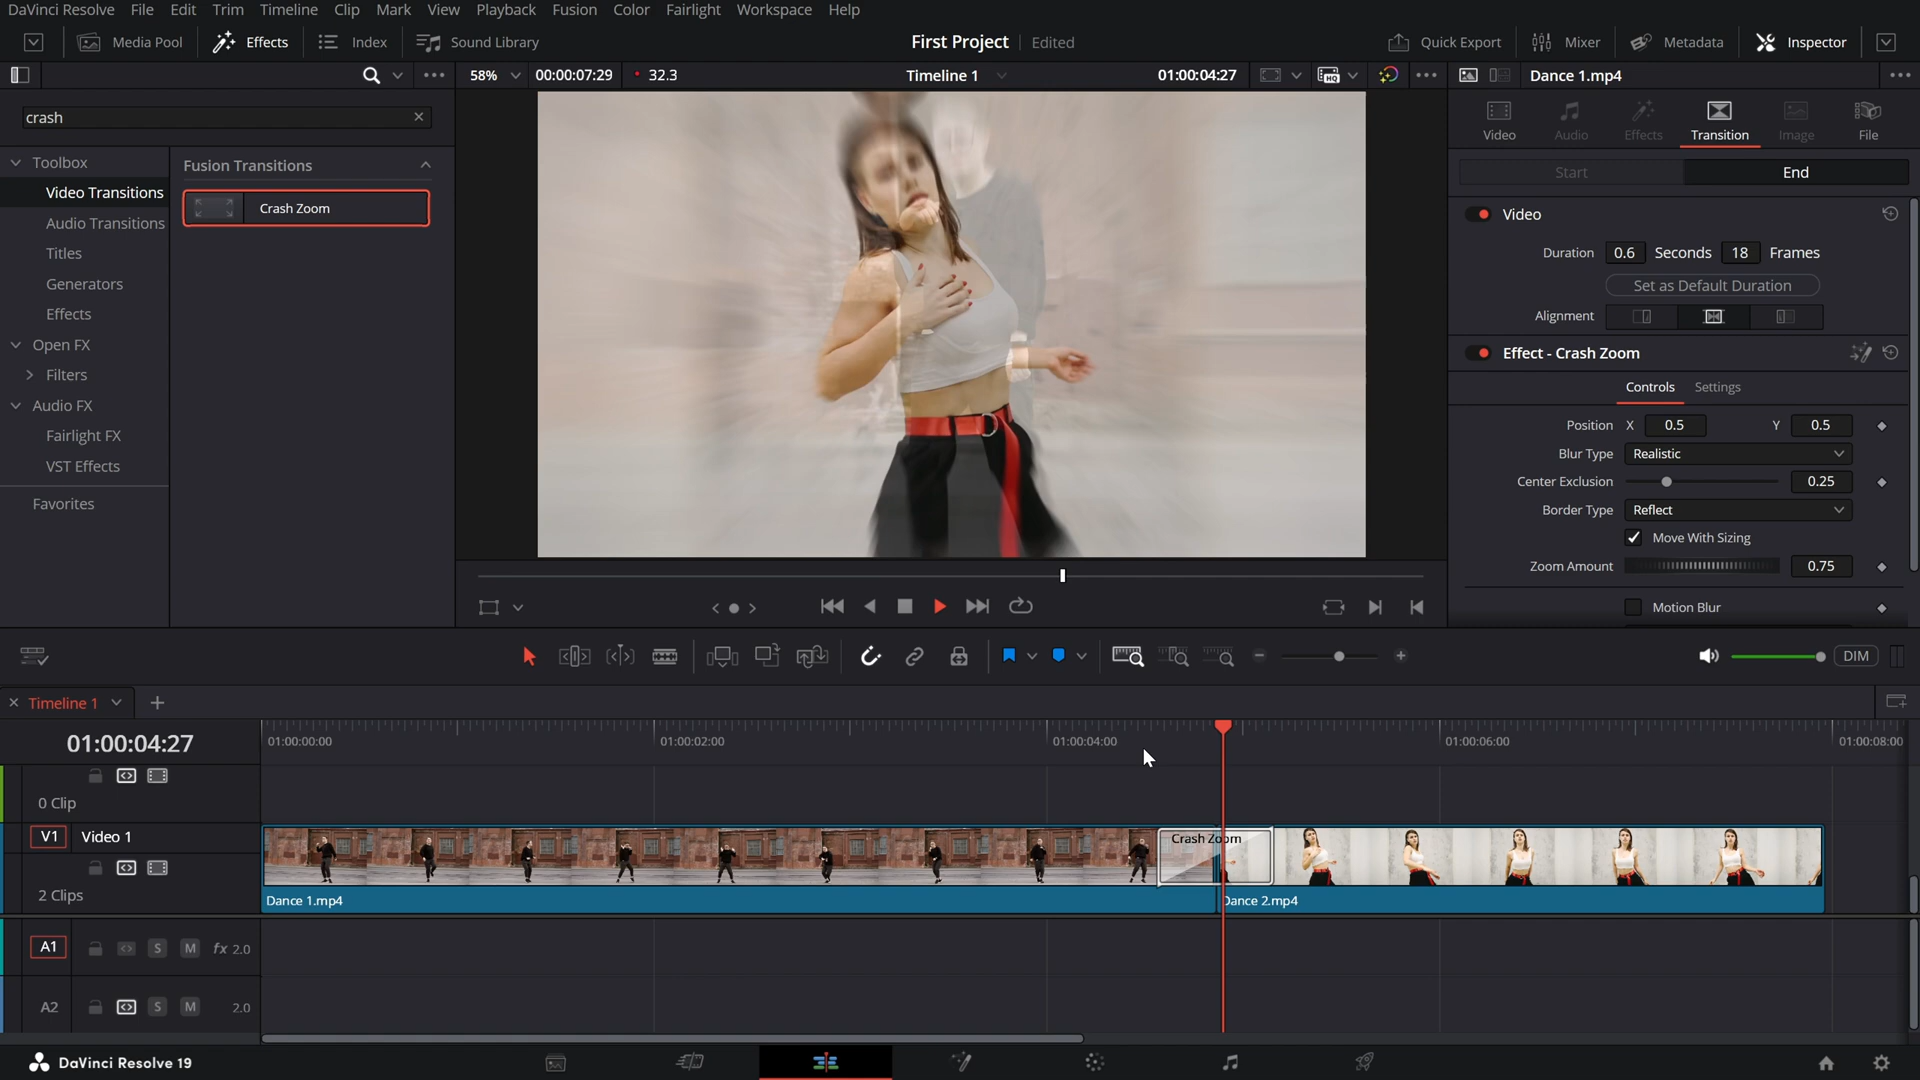 DaVinci Resolve File Edit Trim Timeline Clip Mark View Playback Fusion Color Fairlight Workspace Help
Media Pool Effects Index Sound Library First Project Edited Quick Export Mixer Metadata Inspector
58% 00:00:07:29 32.3 Timeline 1 01:00:04:27 HQ Dance 1.mp4
crash
Video Audio Effects Transition Image File
Toolbox
Fusion Transitions
Start End
Video Transitions
Crash Zoom
Video
Audio Transitions
Titles
Duration 0.6 Seconds 18 Frames
Generators
Set as Default Duration
Effects
Alignment
Open FX
Effect - Crash Zoom
Filters
Controls Settings
Audio FX
Position X 0.5 Y 0.5
Fairlight FX
Blur Type Realistic
VST Effects
Center Exclusion 0.25
Favorites
Border Type Reflect
Move With Sizing
Zoom Amount 0.75
Motion Blur
DIM
Timeline 1
01:00:04:27
01:00:00:00 01:00:02:00 01:00:04:00 01:00:06:00 01:00:08:00
0 Clip
V1 Video 1
Crash Zoom
2 Clips
Dance 1.mp4 Dance 2.mp4
A1 S M fx 2.0
A2 S M 2.0
DaVinci Resolve 19